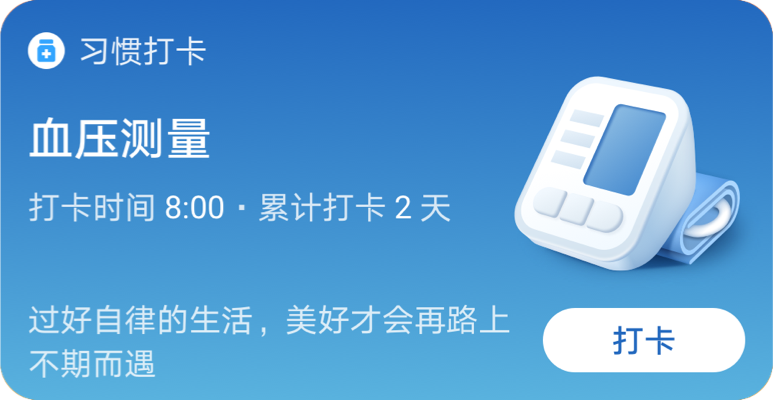 习惯打卡
血压测量
打卡时间 8:00 · 累计打卡 2 天
过好自律的生活，美好才会再路上
不期而遇
打卡